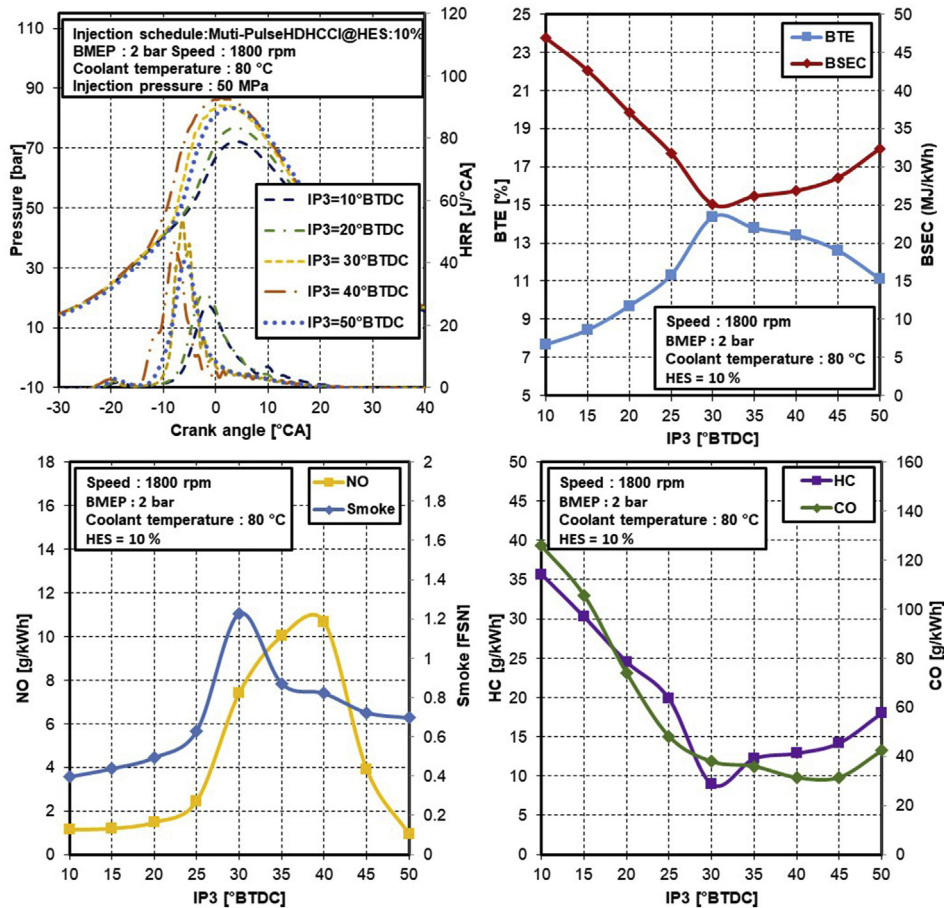 Injection schedule:Muti-PulseHDHCCI@HES:10%
BMEP : 2 bar Speed : 1800 rpm
Coolant temperature : 80 °C
Injection pressure : 50 MPa
115
95
85
70
50
30
10
-10
Pressure [bar]
120
100
80
60
40
20
0
HRR [J/°CA]
IP3=10°BTDC
IP3=20°BTDC
IP3= 30°BTDC
IP3= 40°BTDC
IP3=50°BTDC
-30 -20 -10 0 10 20 30 40
Crank angle [°CA]
25
23
21
19
17
15
13
11
9
7
5
BTE [%]
BTE
BSEC
50
45
40
35
30
25
20
15
10
5
0
BSEC (MJ/kWh)
Speed : 1800 rpm
BMEP : 2 bar
Coolant temperature : 80 °C
HES = 10 %
10 15 20 25 30 35 40 45 50
IP3 [°BTDC]
18
16
14
12
10
8
6
4
2
0
NO [g/kWh]
Speed : 1800 rpm
BMEP : 2 bar
Coolant temperature : 80 °C
HES = 10 %
NO
Smoke
2
1.8
1.6
1.4
1.2
1
0.8
0.6
0.4
0.2
0
Smoke [FSN]
10 15 20 25 30 35 40 45 50
IP3 [°BTDC]
50
45
40
35
30
25
20
15
10
5
0
HC [g/kWh]
Speed : 1800 rpm
BMEP : 2 bar
Coolant temperature : 80 °C
HES = 10 %
HC
CO
160
140
120
100
80
60
40
20
0
CO [g/kWh]
10 15 20 25 30 35 40 45 50
IP3 [°BTDC]